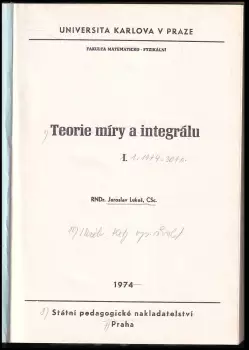 UNIVERSITA KARLOVA V PRAZE
FAKULTA MATEMATICKO - FYZIKÁLNÍ
Teorie míry a integrálu
I.
RNDr. Jaroslav Lukeš, CSc.
1974
Státní pedagogické nakladatelství
Praha